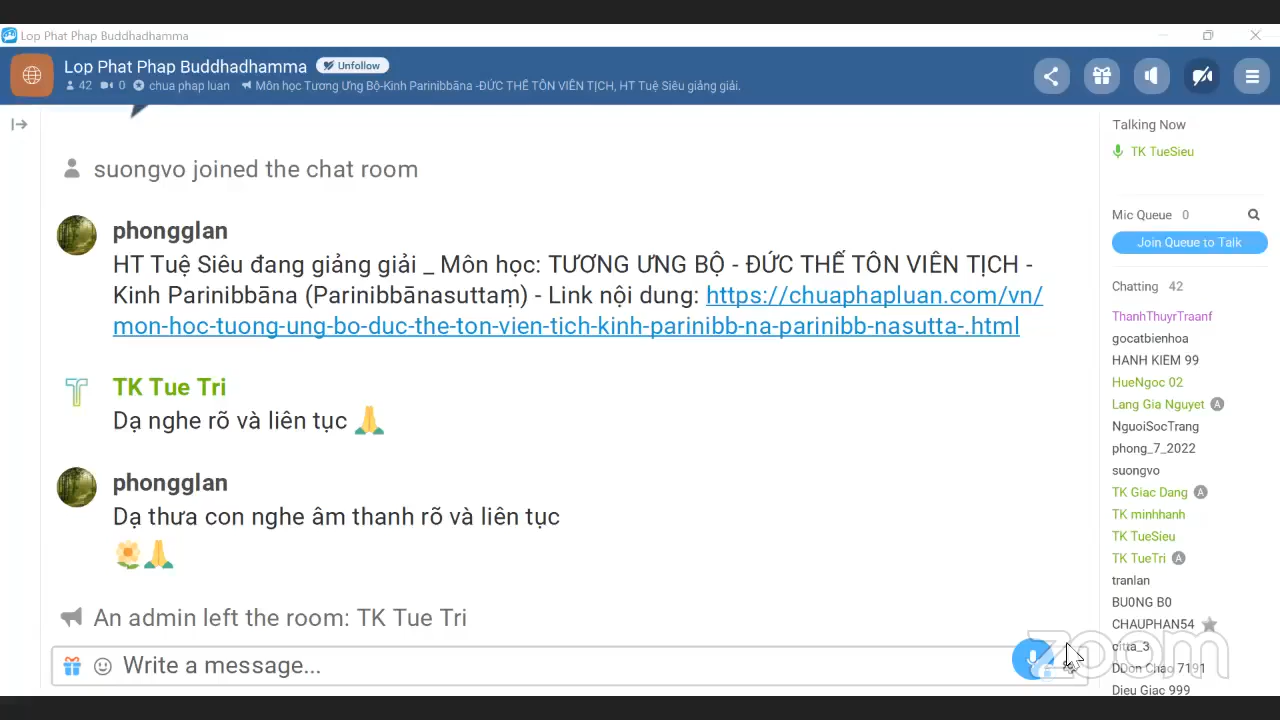 Lop Phat Phap Buddhadhamma
Lop Phat Phap Buddhadhamma Unfollow
42 0 chua phap luan Môn học Tương Ưng Bộ-Kinh Parinibbāna -ĐỨC THẾ TÔN VIÊN TỊCH, HT Tuệ Siêu giảng giải.
suongvo joined the chat room
phongglan
HT Tuệ Siêu đang giảng giải _ Môn học: TƯƠNG ƯNG BỘ - ĐỨC THẾ TÔN VIÊN TỊCH -
Kinh Parinibbāna (Parinibbānasuttaṃ) - Link nội dung: https://chuaphapluan.com/vn/
mon-hoc-tuong-ung-bo-duc-the-ton-vien-tich-kinh-parinibb-na-parinibb-nasutta-.html
TK Tue Tri
Dạ nghe rõ và liên tục
phongglan
Dạ thưa con nghe âm thanh rõ và liên tục
An admin left the room: TK Tue Tri
Write a message...
Talking Now
TK TueSieu
Mic Queue 0
Join Queue to Talk
Chatting 42
ThanhThuyrTraanf
gocatbienhoa
HANH KIEM 99
HueNgoc 02
Lang Gia Nguyet A
NguoiSocTrang
phong_7_2022
suongvo
TK Giac Dang A
TK minhhanh
TK TueSieu
TK TueTri A
tranlan
BU0NG B0
CHAUPHAN54
citta_3
DDon Chao 7191
Dieu Giac 999
zoom